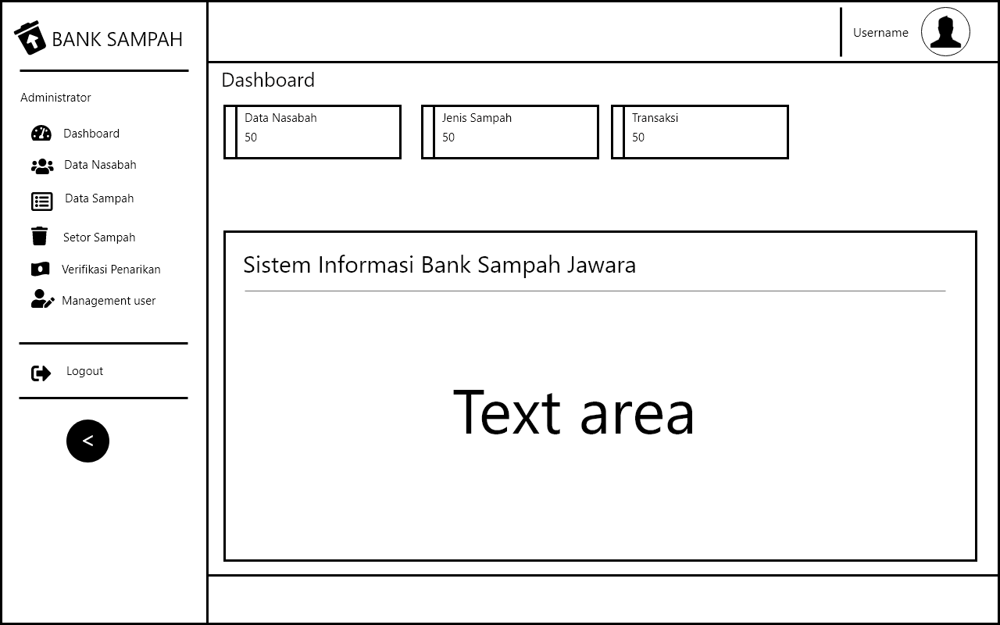 BANK SAMPAH
Administrator
Dashboard
Data Nasabah
Data Sampah
Setor Sampah
Verifikasi Penarikan
Management user
Logout
<
Username
Dashboard
Data Nasabah
50
Jenis Sampah
50
Transaksi
50
Sistem Informasi Bank Sampah Jawara
Text area